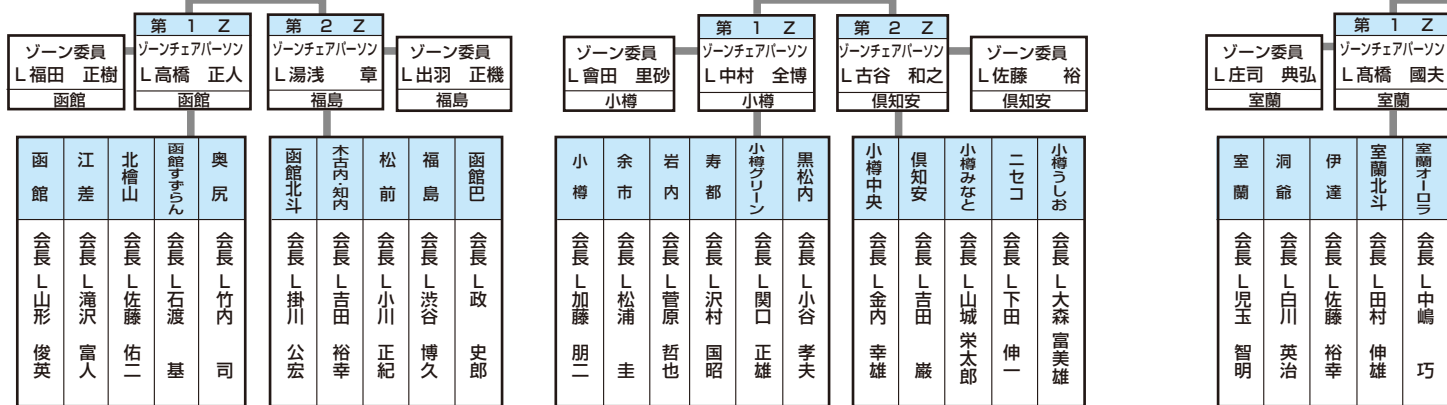 第 1 Z
ゾーン委員
L福田 正樹
函館
ゾーンチェアパーソン
L高橋 正人
函館
第 2 Z
ゾーンチェアパーソン
L湯浅 章
福島
ゾーン委員
L出羽 正機
福島
函館
会長 L山形 俊英
江差
会長 L滝沢 富人
北檜山
会長 L佐藤 佑二
函館すずらん
会長 L石渡 基
奥尻
会長 L竹内 司
函館北斗
会長 L掛川 公宏
木古内・知内
会長 L吉田 裕幸
松前
会長 L小川 正紀
福島
会長 L渋谷 博久
函館巴
会長 L政 史郎
第 1 Z
ゾーン委員
L會田 里砂
小樽
ゾーンチェアパーソン
L中村 全博
小樽
第 2 Z
ゾーンチェアパーソン
L古谷 和之
倶知安
ゾーン委員
L佐藤 裕
倶知安
小樽
会長 L加藤 朋二
余市
会長 L松浦 圭
岩内
会長 L菅原 哲也
寿都
会長 L沢村 国昭
小樽グリーン
会長 L関口 正雄
黒松内
会長 L小谷 孝夫
小樽中央
会長 L金内 幸雄
倶知安
会長 L吉田 巌
小樽みなと
会長 L山城 栄太郎
ニセコ
会長 L下田 伸一
小樽うしお
会長 L大森 富美雄
第 1 Z
ゾーン委員
L庄司 典弘
室蘭
ゾーンチェアパーソン
L髙橋 國夫
室蘭
室蘭
会長 L児玉 智明
洞爺
会長 L白川 英治
伊達
会長 L佐藤 裕幸
室蘭北斗
会長 L田村 伸雄
室蘭オーロラ
会長 L中嶋 巧